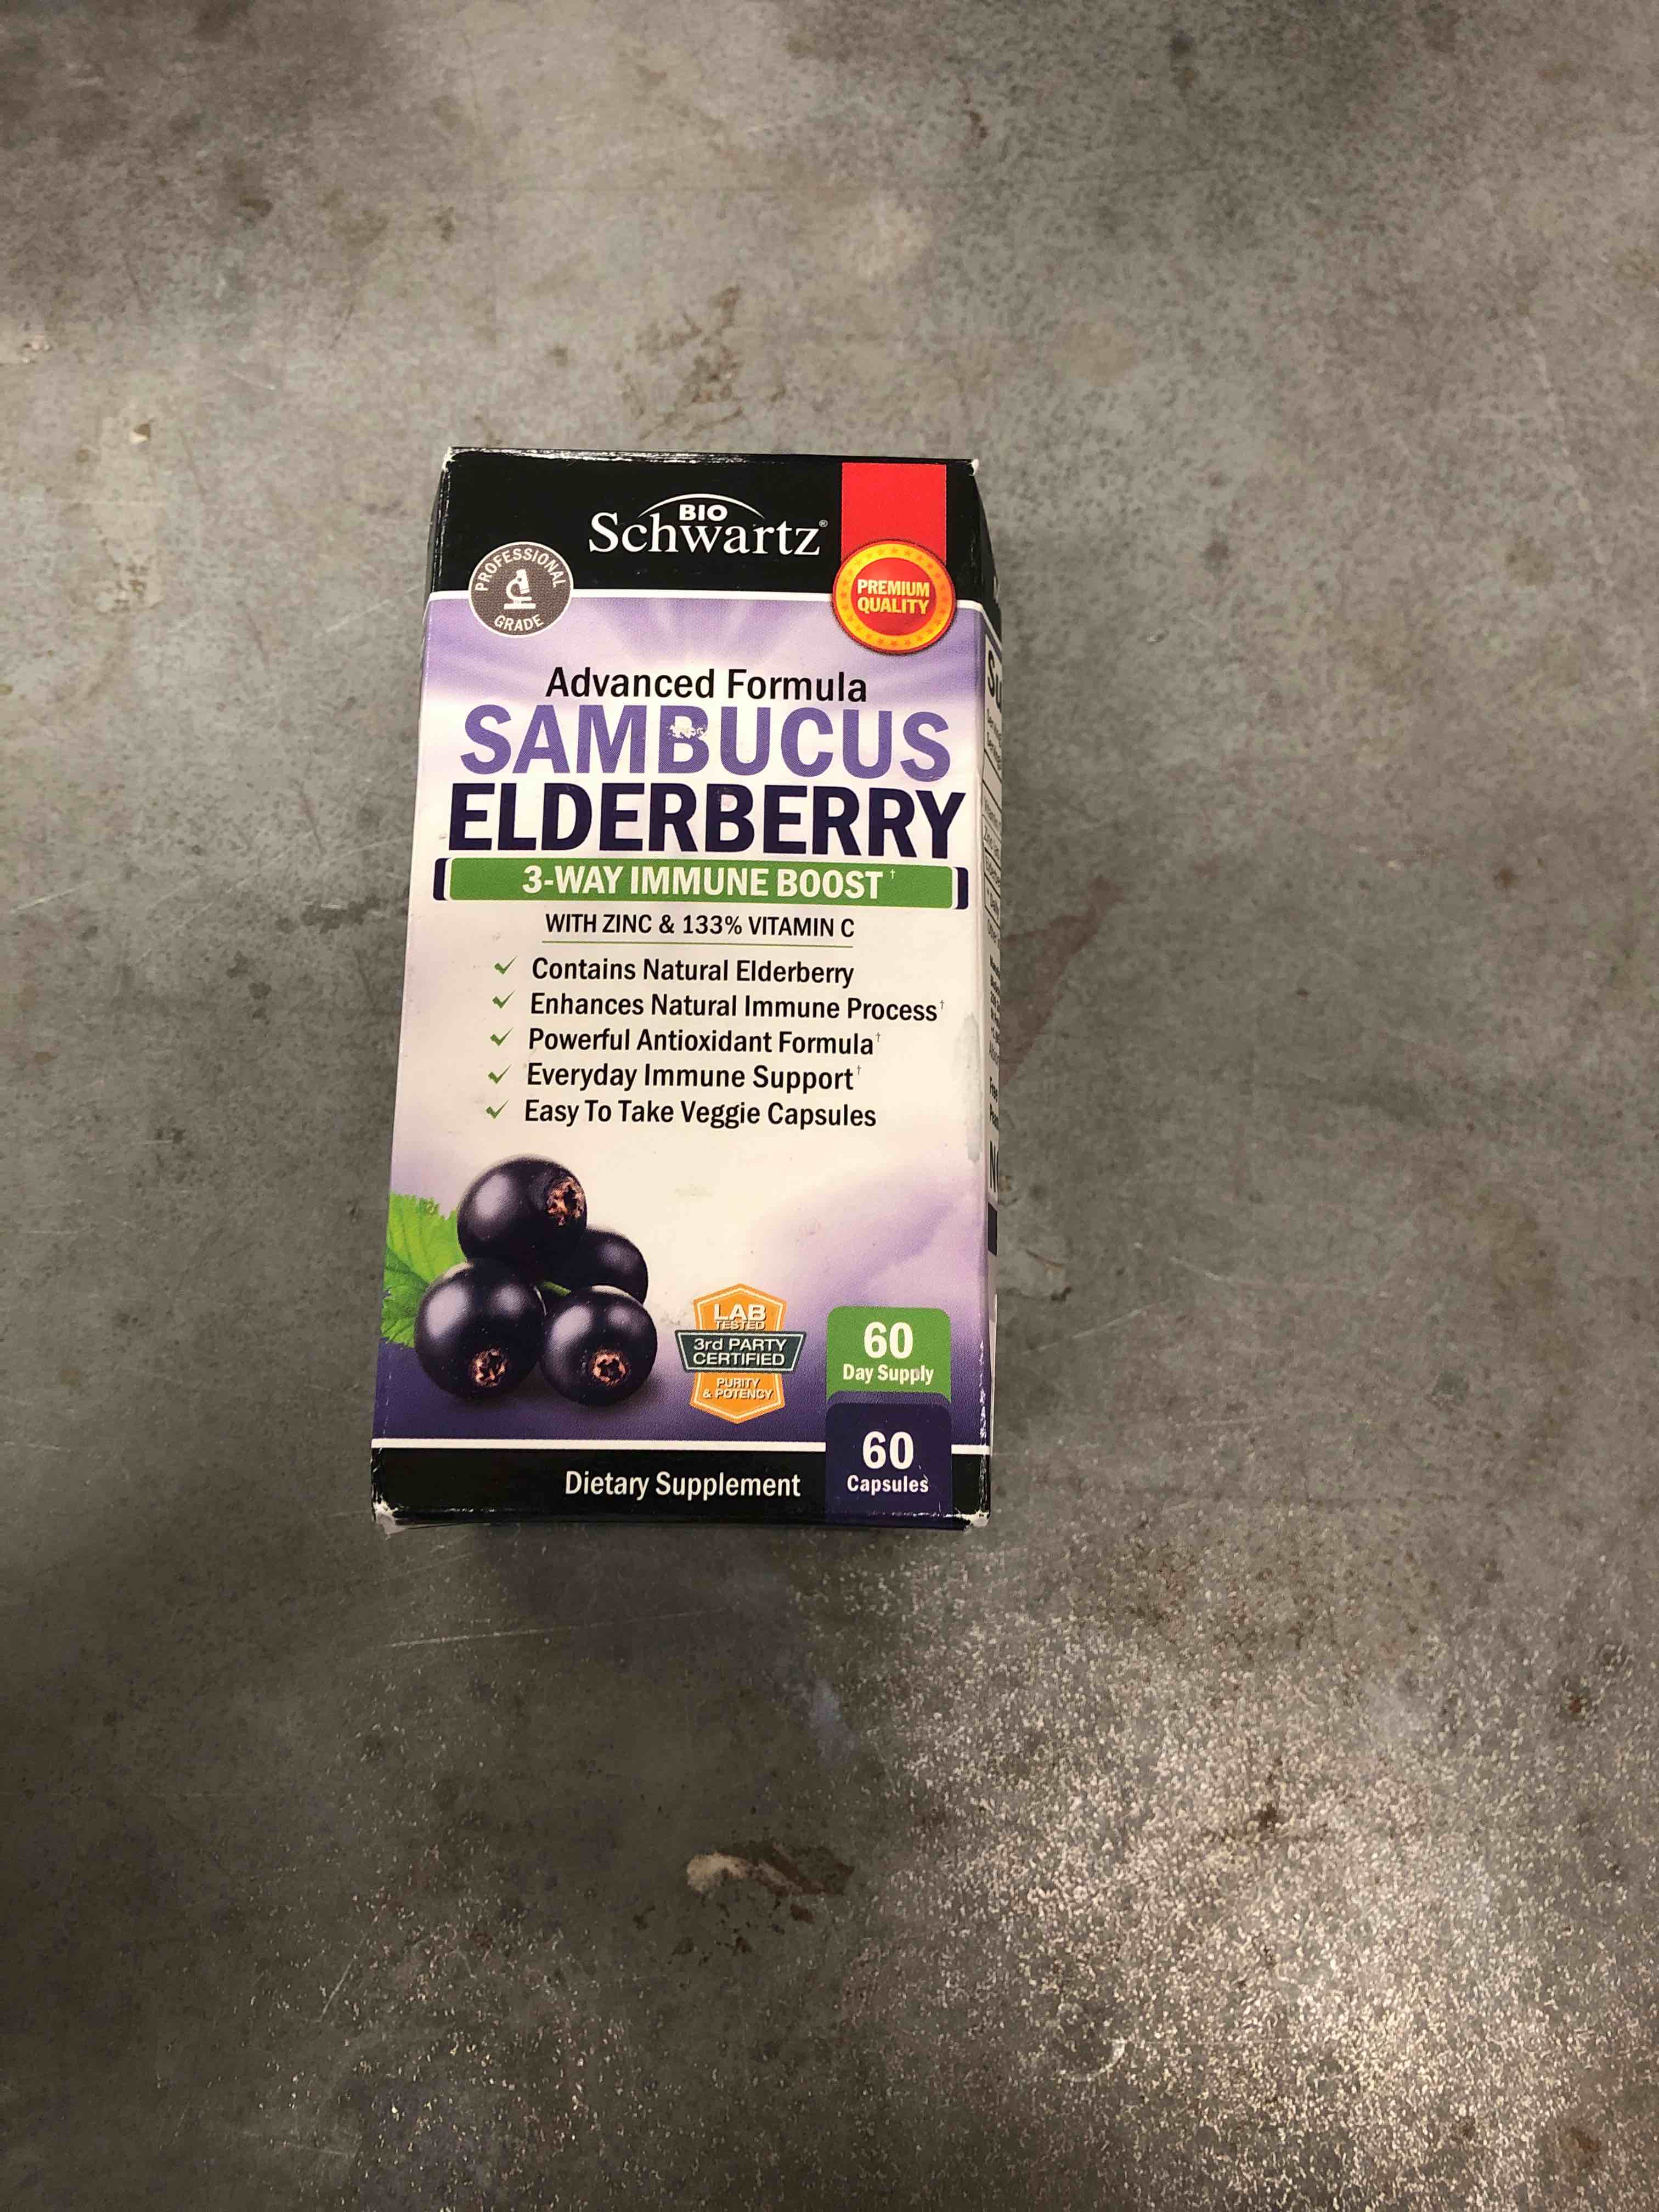 BIO
Schwartz®
PROFESSIONAL
GRADE
PREMIUM
QUALITY
Advanced Formula
SAMBUCUS
ELDERBERRY
3-WAY IMMUNE BOOST†
WITH ZINC & 133% VITAMIN C
✓ Contains Natural Elderberry
✓ Enhances Natural Immune Process†
✓ Powerful Antioxidant Formula†
✓ Everyday Immune Support†
✓ Easy To Take Veggie Capsules
LAB
TESTED
3rd PARTY
CERTIFIED
PURITY
& POTENCY
60
Day Supply
60
Capsules
Dietary Supplement